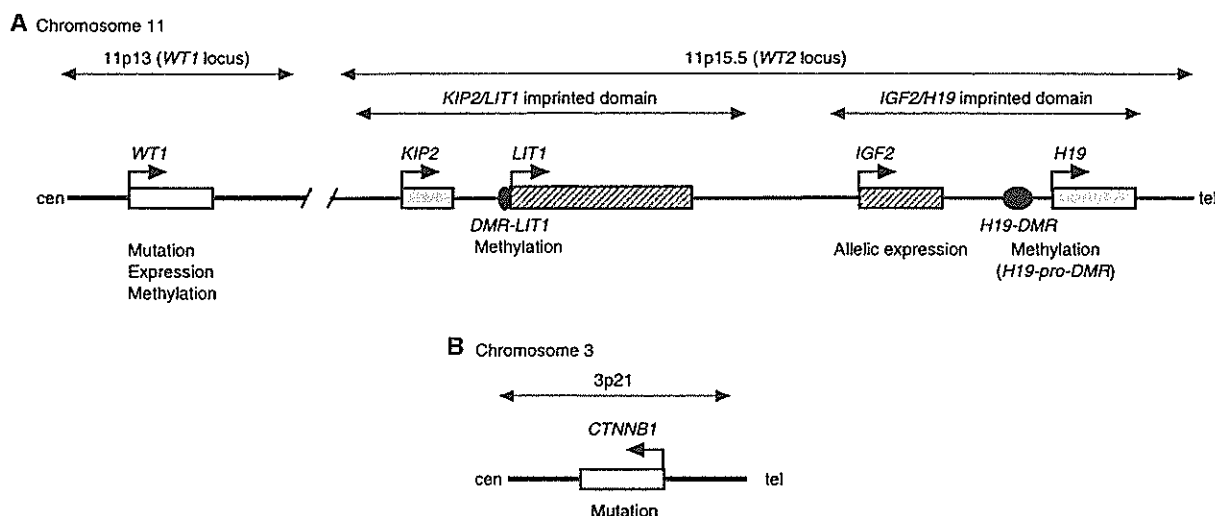 A Chromosome 11
11p13 (WT1 locus)
11p15.5 (WT2 locus)
KIP2/LIT1 imprinted domain
IGF2/H19 imprinted domain
WT1
KIP2
LIT1
IGF2
H19
cen
tel
DMR-LIT1
Methylation
H19-DMR
Allelic expression
Methylation
(H19-pro-DMR)
Mutation
Expression
Methylation
B Chromosome 3
3p21
CTNNB1
cen
tel
Mutation